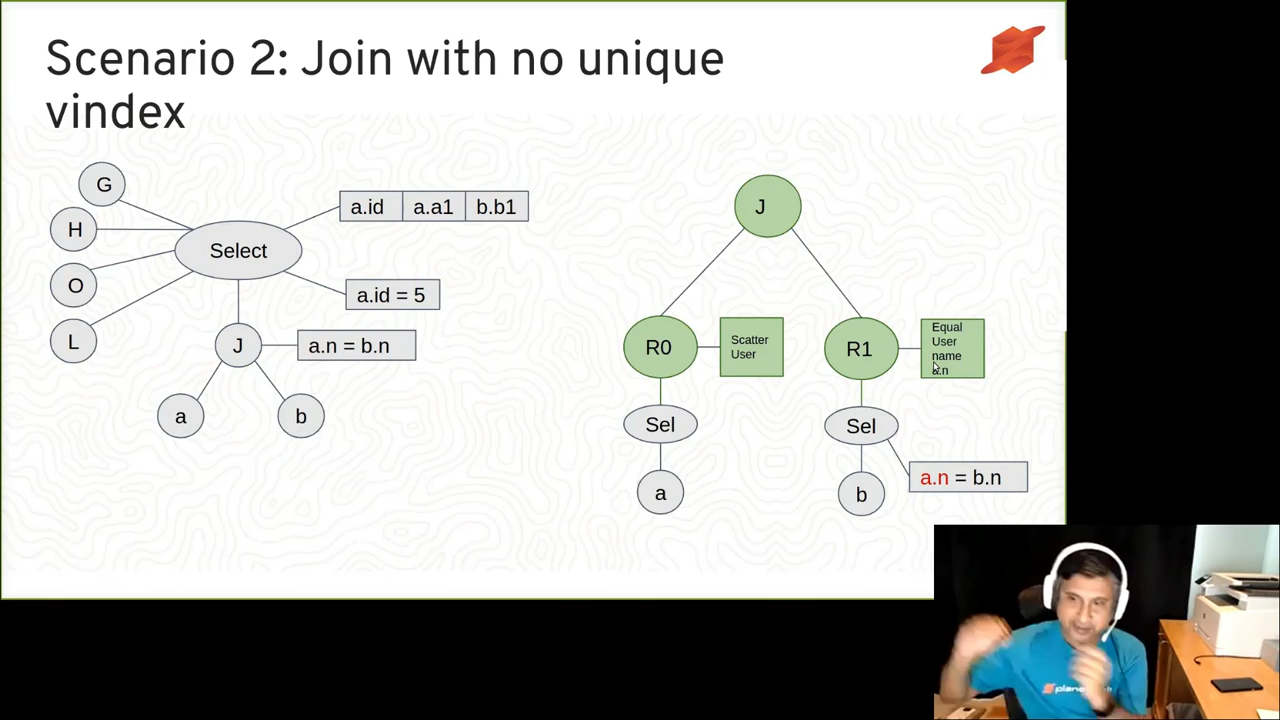 Scenario 2: Join with no unique
vindex
G
H
O
L
Select
a.id
a.a1
b.b1
a.id = 5
J
a.n = b.n
a
b
J
R0
Scatter
User
R1
Equal
User
name
a.n
Sel
Sel
a
b
a.n = b.n